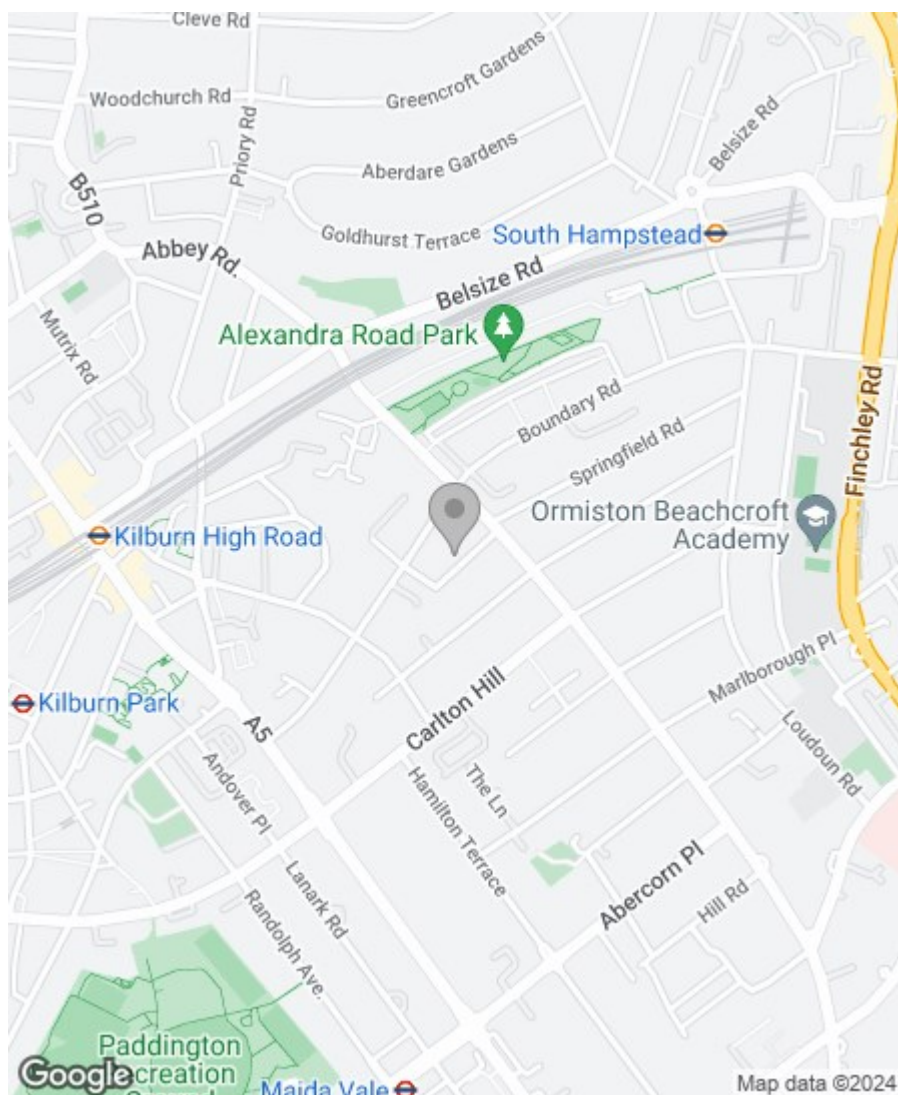 Cleve Rd
Greencroft Gardens
Woodchurch Rd
Priory Rd
Belsize Rd
Aberdare Gardens
B510
Goldhurst Terrace
South Hampstead
Abbey Rd.
Belsize Rd
Mutrix Rd
Alexandra Road Park
Finchley Rd
Boundary Rd
Springfield Rd
Ormiston Beachcroft
Academy
Kilburn High Road
Marlborough Pl
Kilburn Park
Carlton Hill
A5
Loudoun Rd
Andover Pl
The Ln
Hamilton Terrace
Lanark Rd
Abercorn Pl
Hill Rd
Randolph Ave.
Paddington
Google
creation
Maida Vale
Map data ©2024